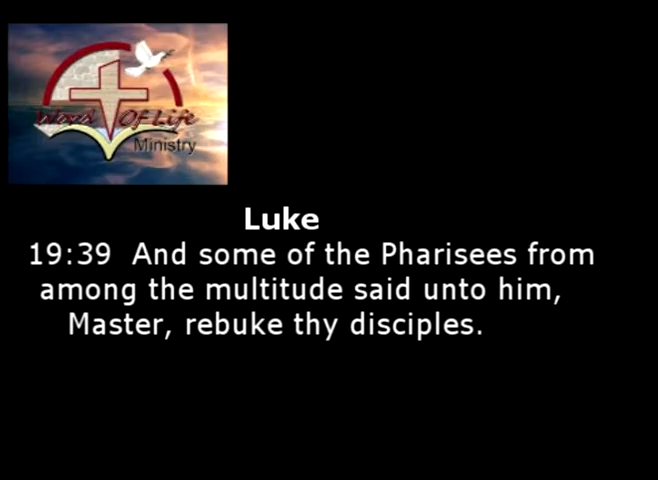 Word Of Life
Ministry
Luke
19:39 And some of the Pharisees from
among the multitude said unto him,
Master, rebuke thy disciples.